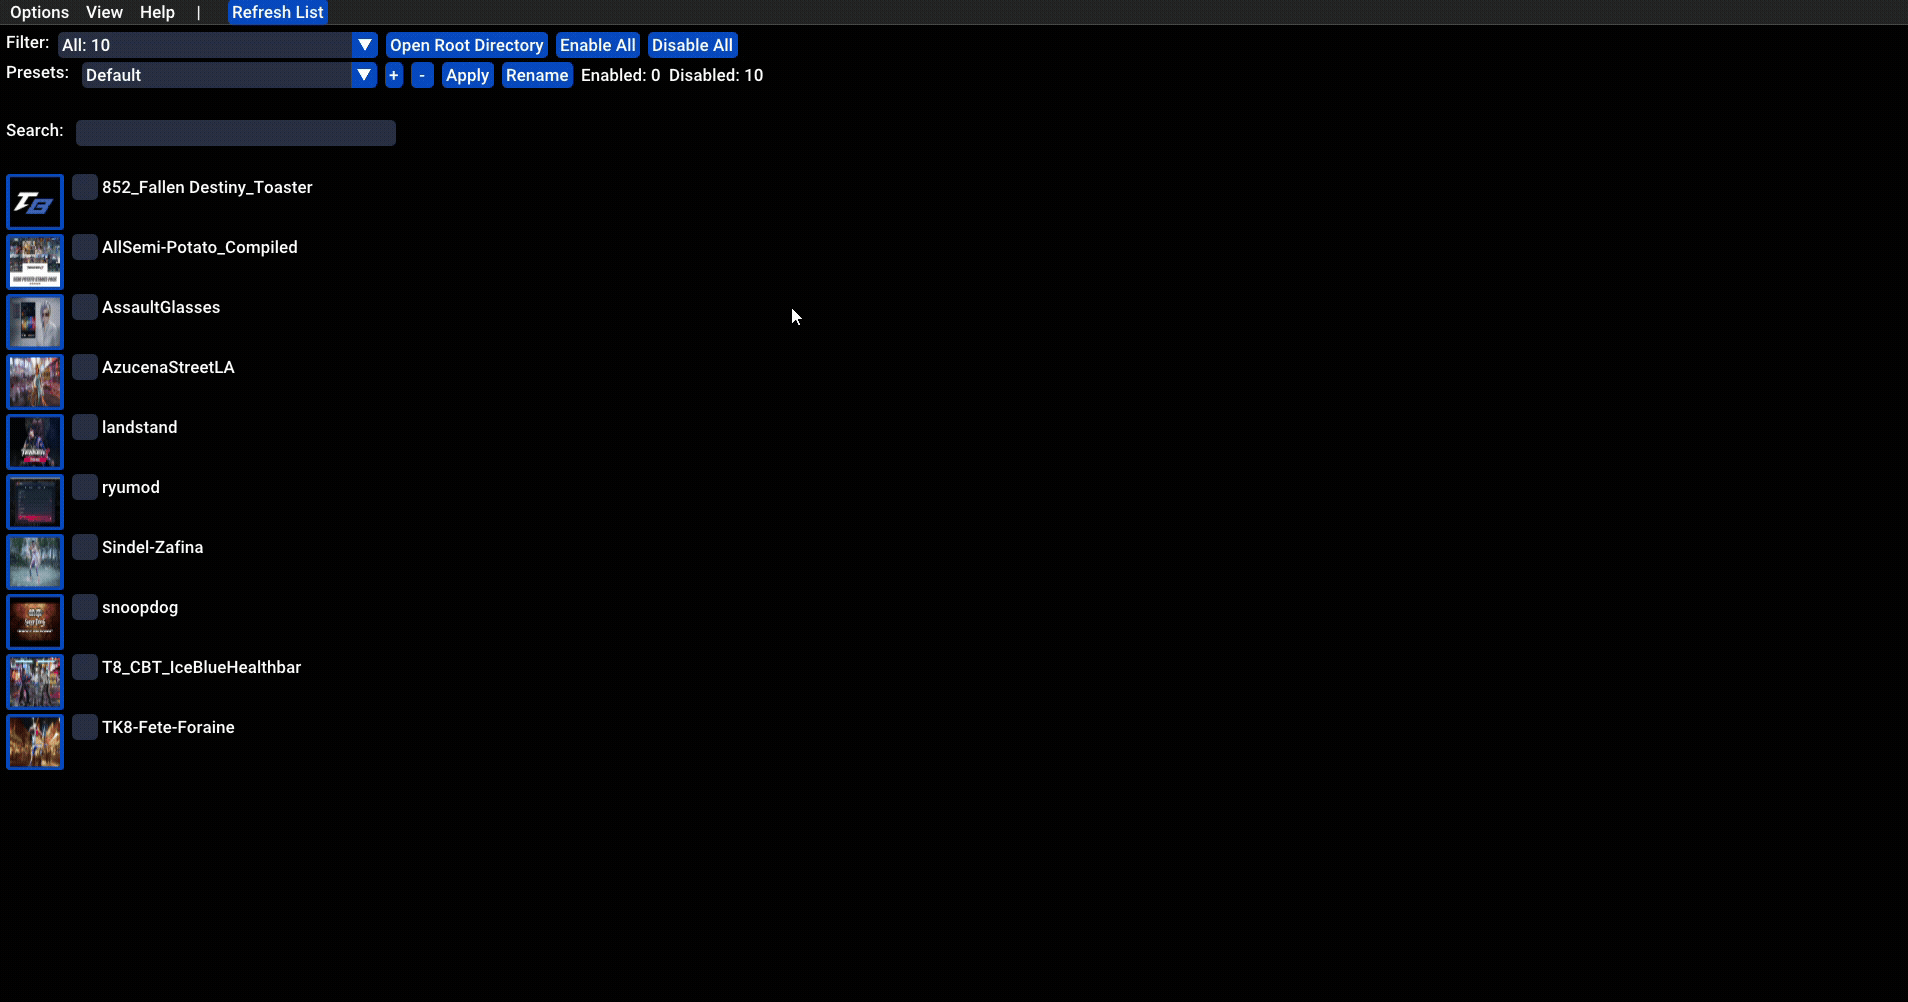 Options View Help | Refresh List
Filter: All: 10 Open Root Directory Enable All Disable All
Presets: Default + - Apply Rename Enabled: 0 Disabled: 10
Search:
852_Fallen Destiny_Toaster
AllSemi-Potato_Compiled
AssaultGlasses
AzucenaStreetLA
landstand
ryumod
Sindel-Zafina
snoopdog
T8_CBT_IceBlueHealthbar
TK8-Fete-Foraine